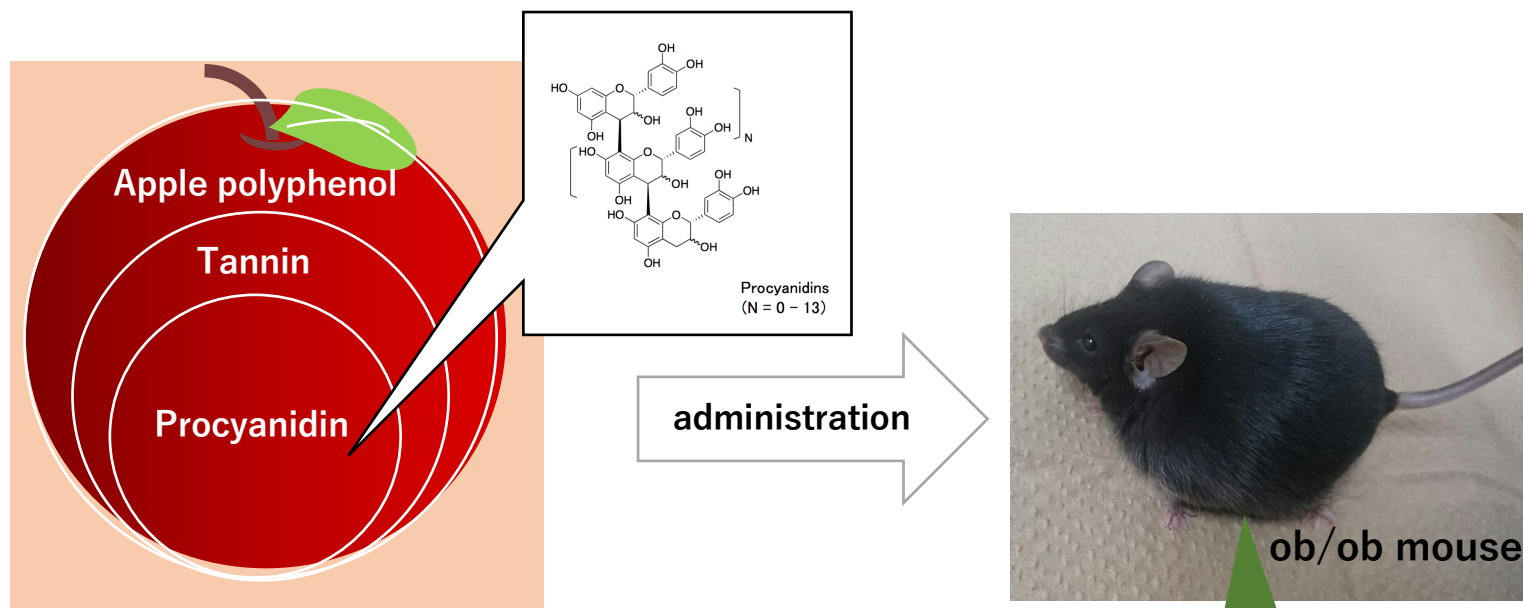 Apple polyphenol
Tannin
Procyanidin
OH
OH
HO
O
OH
OH
OH
OH
N
HO
O
OH
OH
OH
OH
HO
O
OH
OH
Procyanidins
(N = 0 – 13)
administration
ob/ob mouse